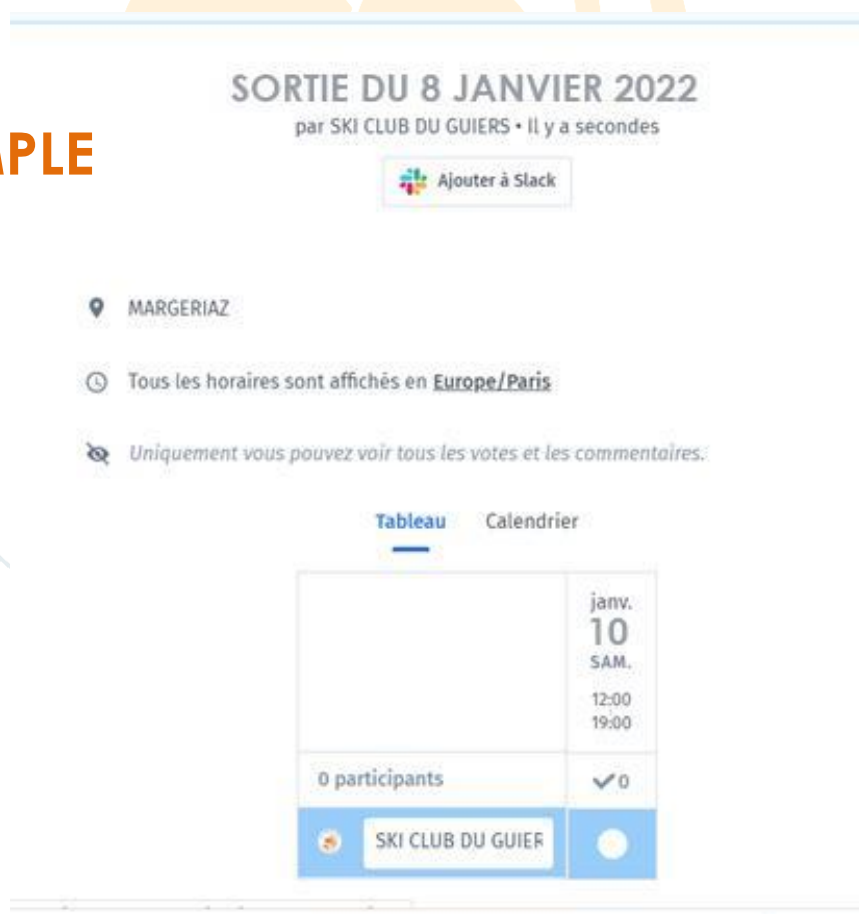 SORTIE DU 8 JANVIER 2022
par SKI CLUB DU GUIERS • Il y a secondes
MPLE
Ajouter à Slack
MARGERIAZ
Tous les horaires sont affichés en Europe/Paris
Uniquement vous pouvez voir tous les votes et les commentaires.
Tableau Calendrier
janv.
10
SAM.
12:00
19:00
0 participants ✓0
SKI CLUB DU GUIER